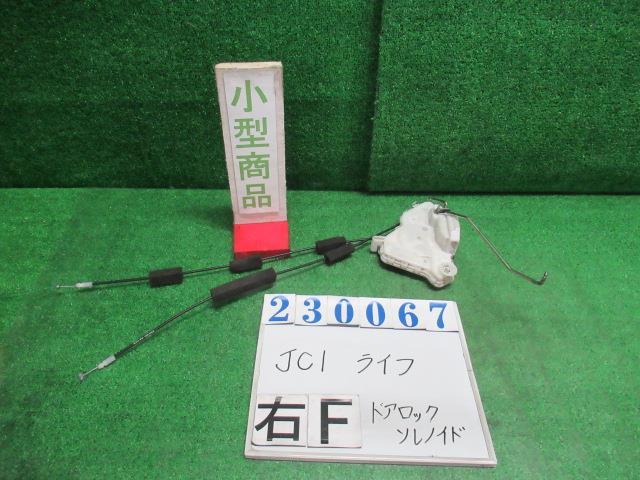 小型商品
230067
JC1 ライフ
右F ドアロック
ソレノイド